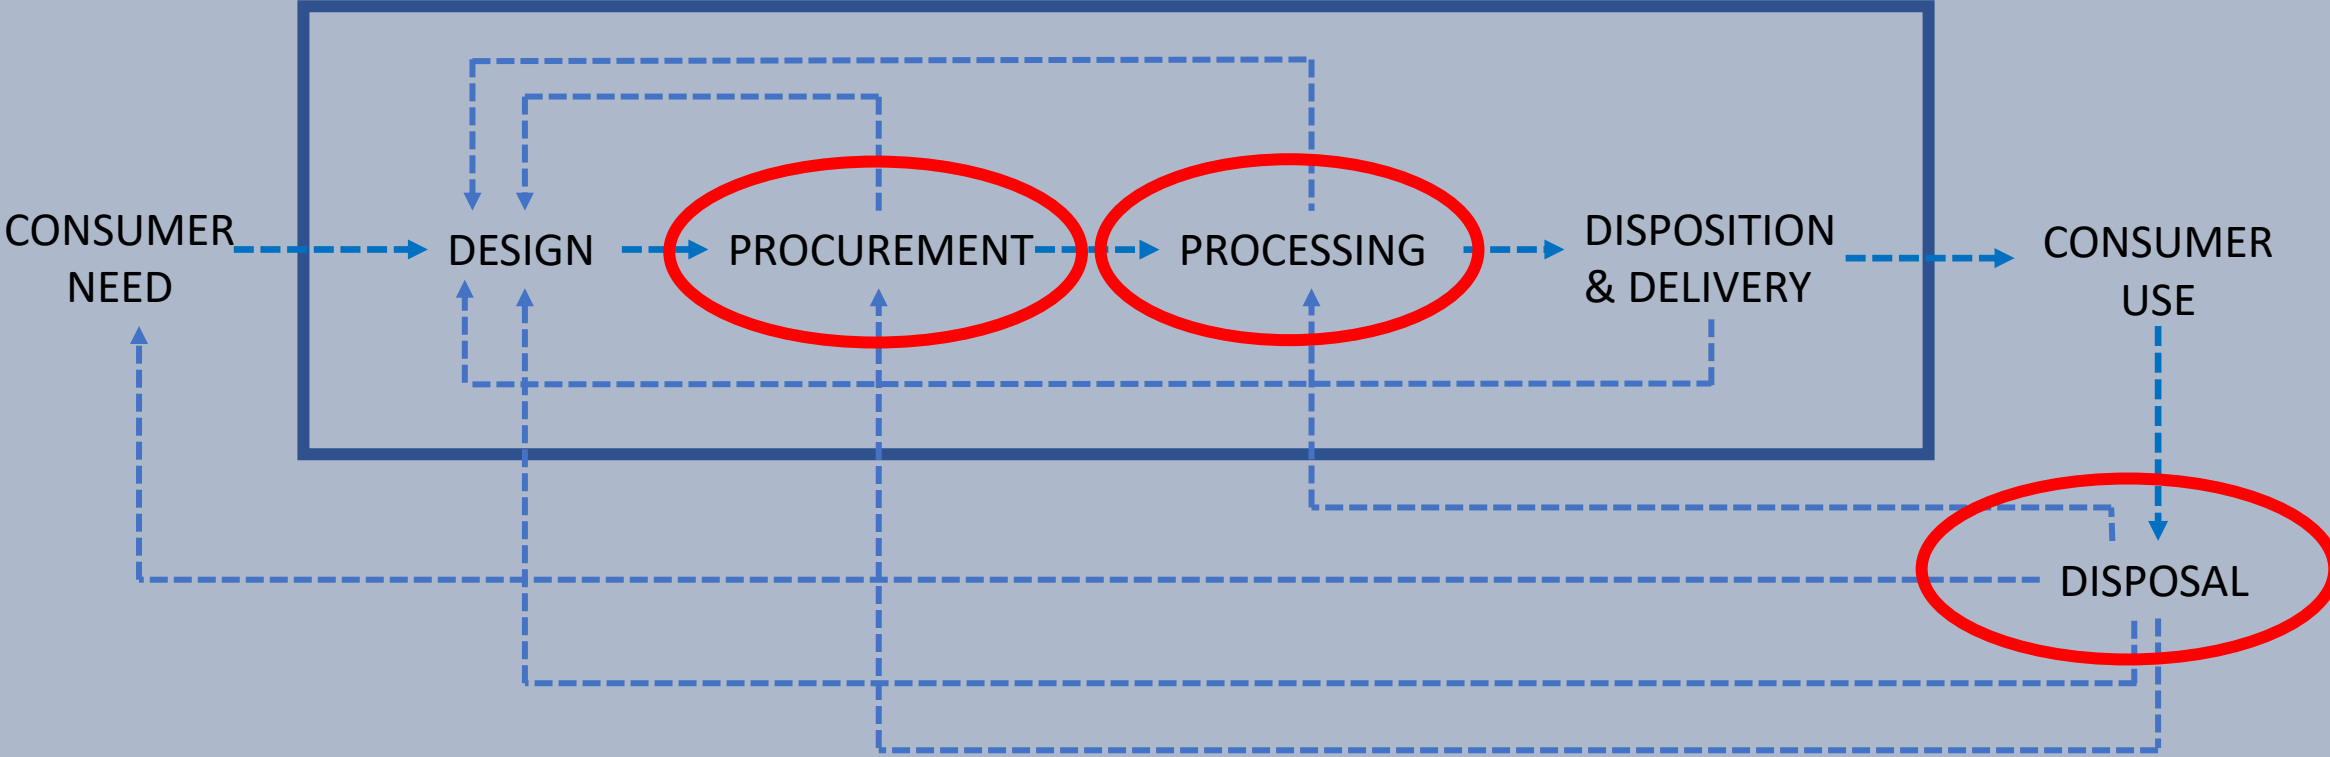 CONSUMER
NEED
DESIGN
PROCUREMENT
PROCESSING
DISPOSITION
& DELIVERY
CONSUMER
USE
DISPOSAL